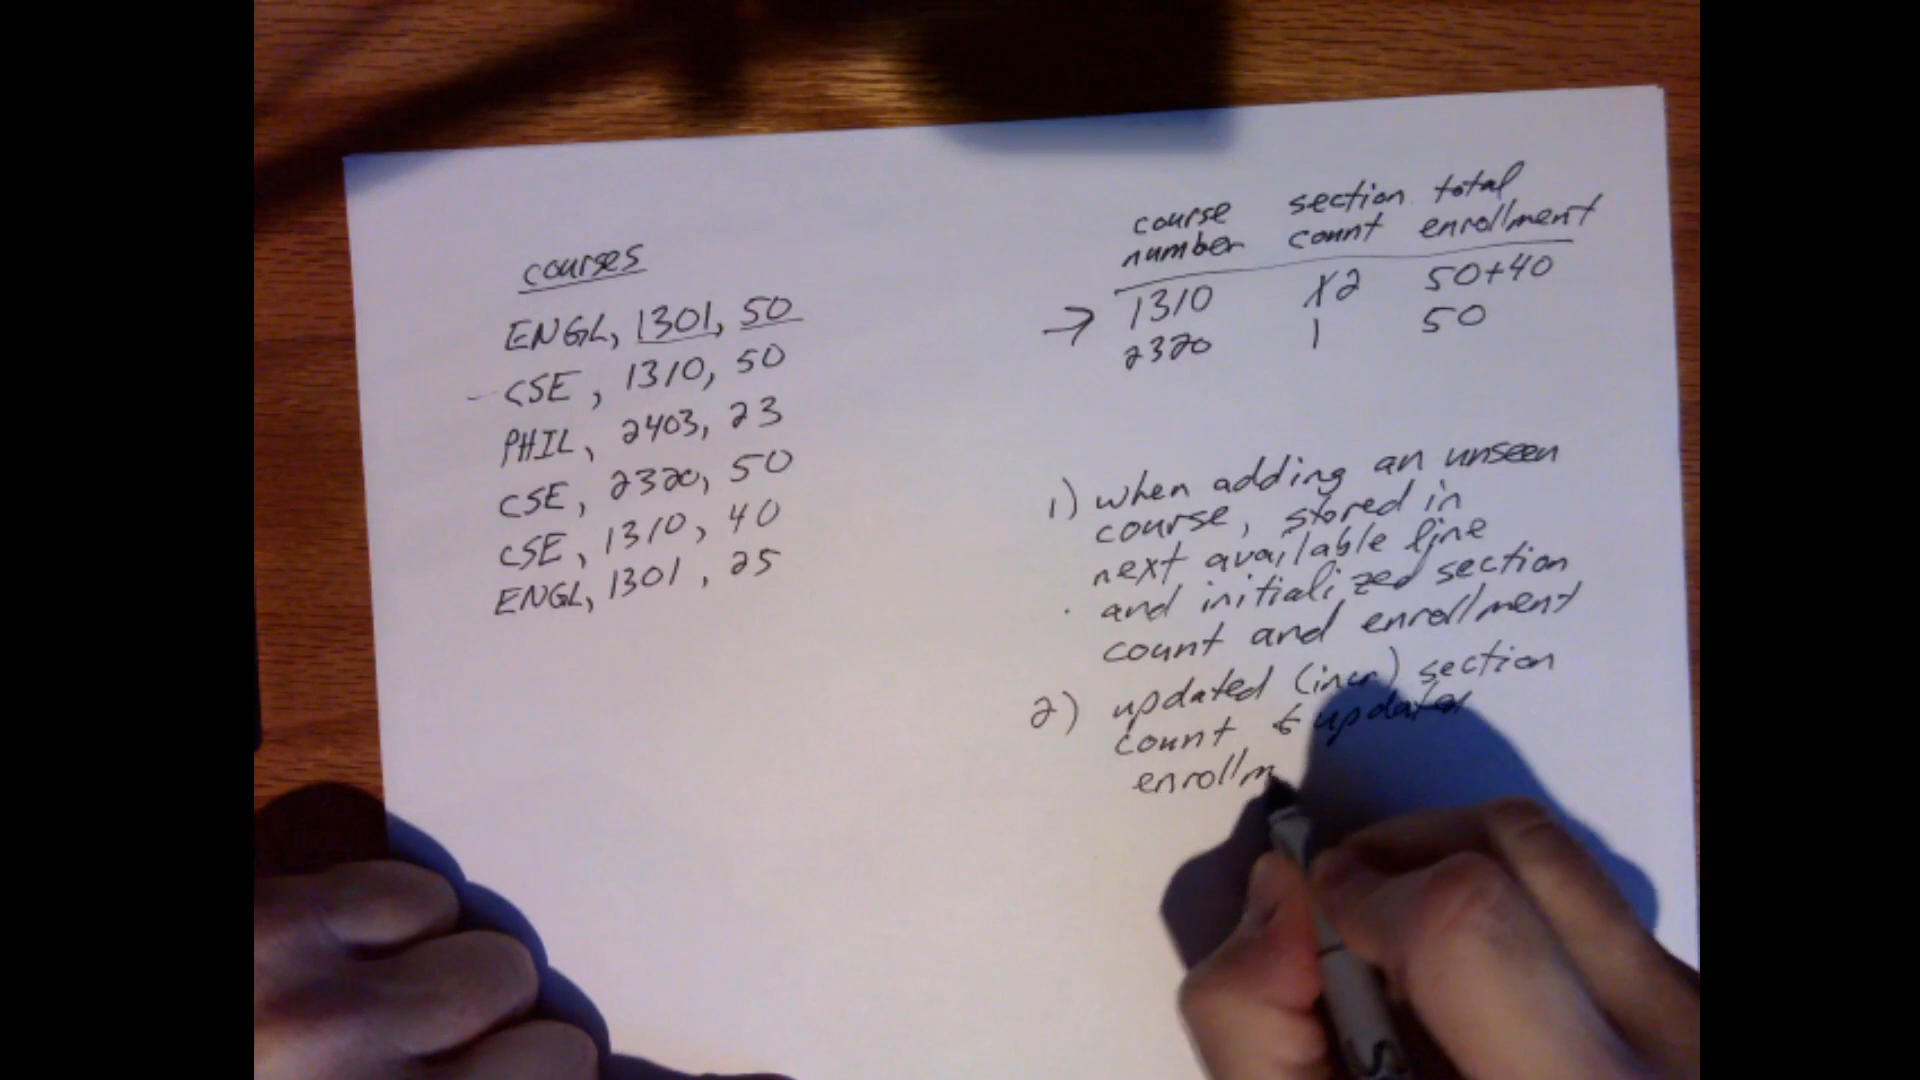 courses
ENGL, 1301, 50
CSE, 1310, 50
PHIL, 2403, 23
CSE, 2320, 50
CSE, 1310, 40
ENGL, 1301, 25
course number section count total enrollment
1310 1 2 50+40
2320 1 50
1) when adding an unseen
course, stored in
next available line
and initialized section
count and enrollment
2) updated (incr) section
count & updated
enrollm